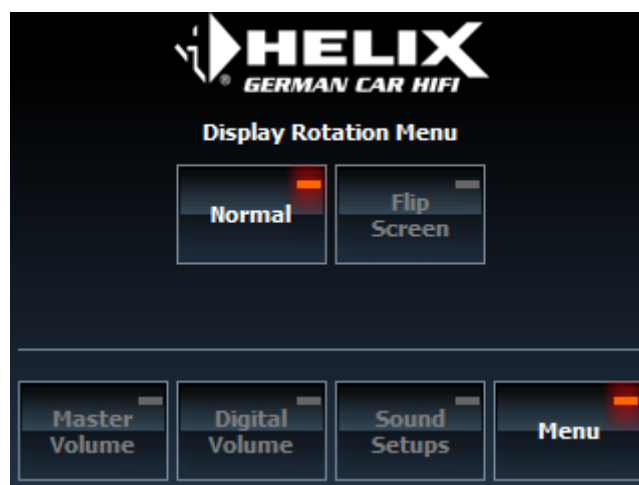 HELIX
®
GERMAN CAR HIFI
Display Rotation Menu
Normal
Flip
Screen
Master
Volume
Digital
Volume
Sound
Setups
Menu